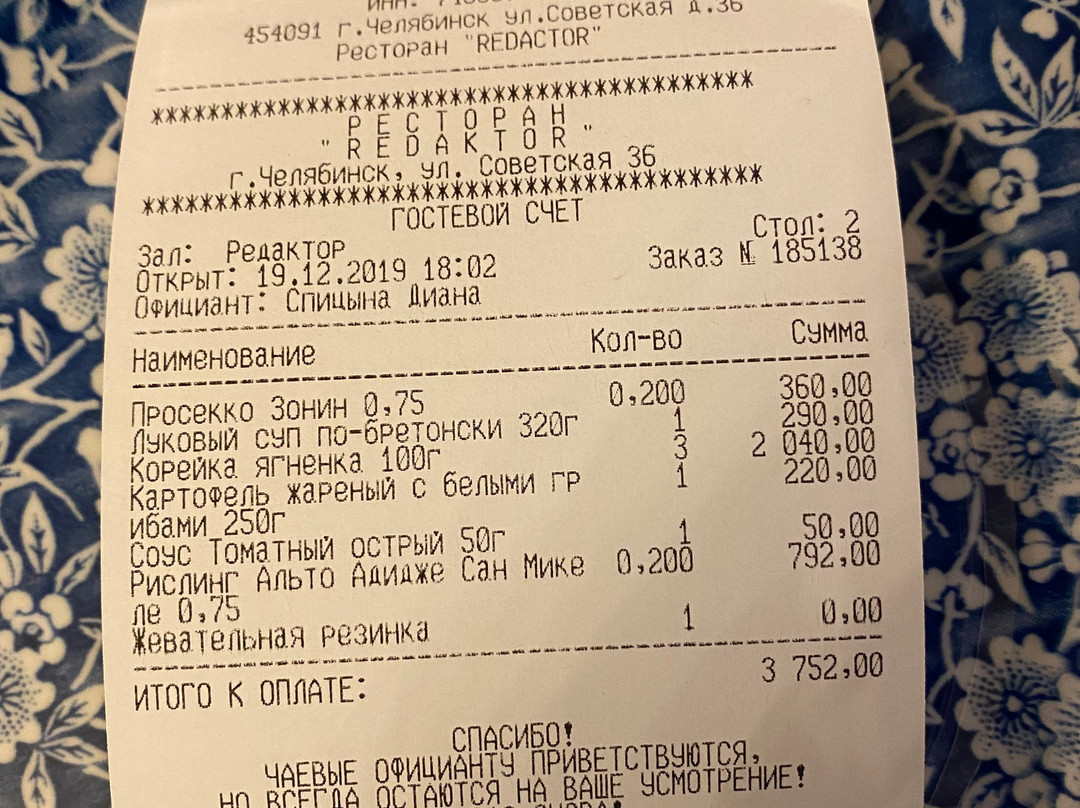 ИНН:
454091 г.Челябинск ул.Советская д.36
Ресторан "REDACTOR"
****************************************
РЕСТОРАН
"REDAKTOR"
г.Челябинск, ул. Советская 36
****************************************
ГОСТЕВОЙ СЧЕТ
Зал: Редактор Стол: 2
Открыт: 19.12.2019 18:02 Заказ № 185138
Официант: Спицына Диана
Наименование Кол-во Сумма
Просекко Зонин 0,75 0,200 360,00
Луковый суп по-бретонски 320г 1 290,00
Корейка ягненка 100г 3 2 040,00
Картофель жареный с белыми гр 1 220,00
ибами 250г
Соус Томатный острый 50г 1 50,00
Рислинг Альто Адидже Сан Мике 0,200 792,00
ле 0,75
Жевательная резинка 1 0,00
ИТОГО К ОПЛАТЕ: 3 752,00
СПАСИБО!
ЧАЕВЫЕ ОФИЦИАНТУ ПРИВЕТСТВУЮТСЯ,
НО ВСЕГДА ОСТАЮТСЯ НА ВАШЕ УСМОТРЕНИЕ!